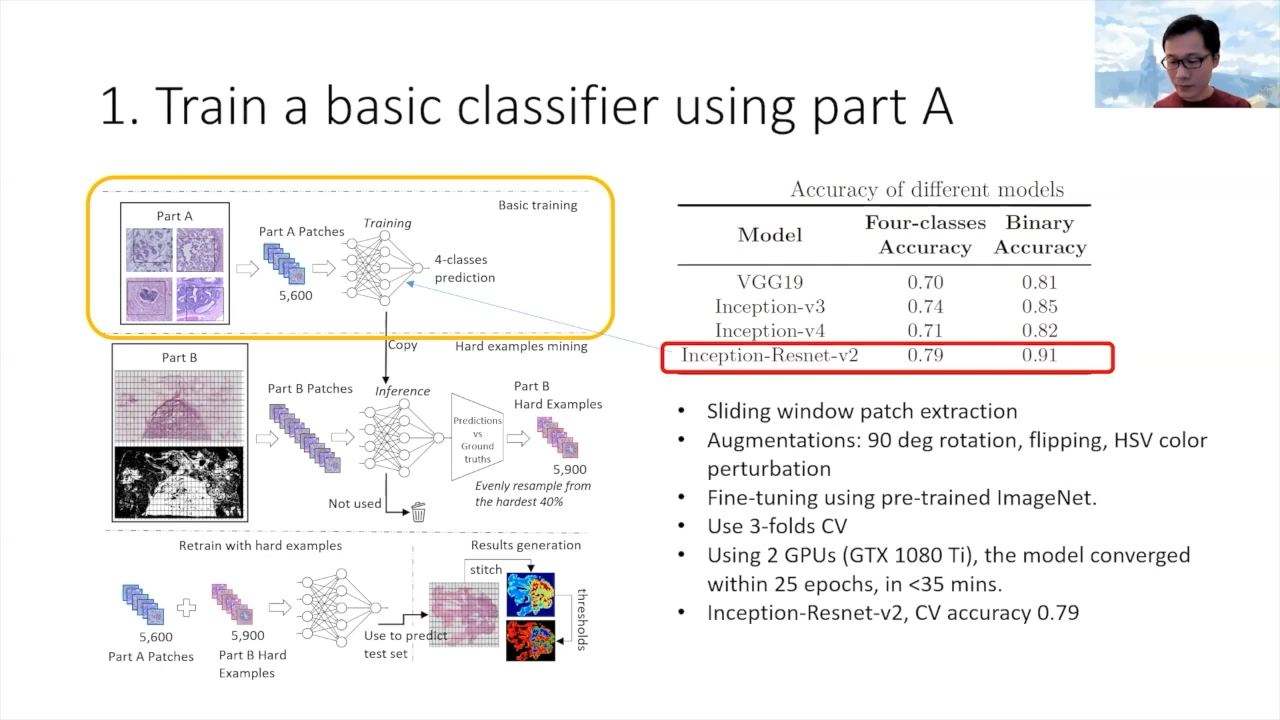 1. Train a basic classifier using part A
Basic training
Part A
Training
Part A Patches
5,600
4-classes
prediction
Copy
Hard examples mining
Part B
Part B Patches
Inference
Predictions
vs
Ground
truths
Part B
Hard Examples
5,900
Evenly resample from
the hardest 40%
Not used
Retrain with hard examples
5,600
Part A Patches
5,900
Part B Hard
Examples
Use to predict
test set
Results generation
stitch
thresholds
Accuracy of different models
Model Four-classes Accuracy Binary Accuracy
VGG19 0.70 0.81
Inception-v3 0.74 0.85
Inception-v4 0.71 0.82
Inception-Resnet-v2 0.79 0.91
• Sliding window patch extraction
• Augmentations: 90 deg rotation, flipping, HSV color
perturbation
• Fine-tuning using pre-trained ImageNet.
• Use 3-folds CV
• Using 2 GPUs (GTX 1080 Ti), the model converged
within 25 epochs, in <35 mins.
• Inception-Resnet-v2, CV accuracy 0.79